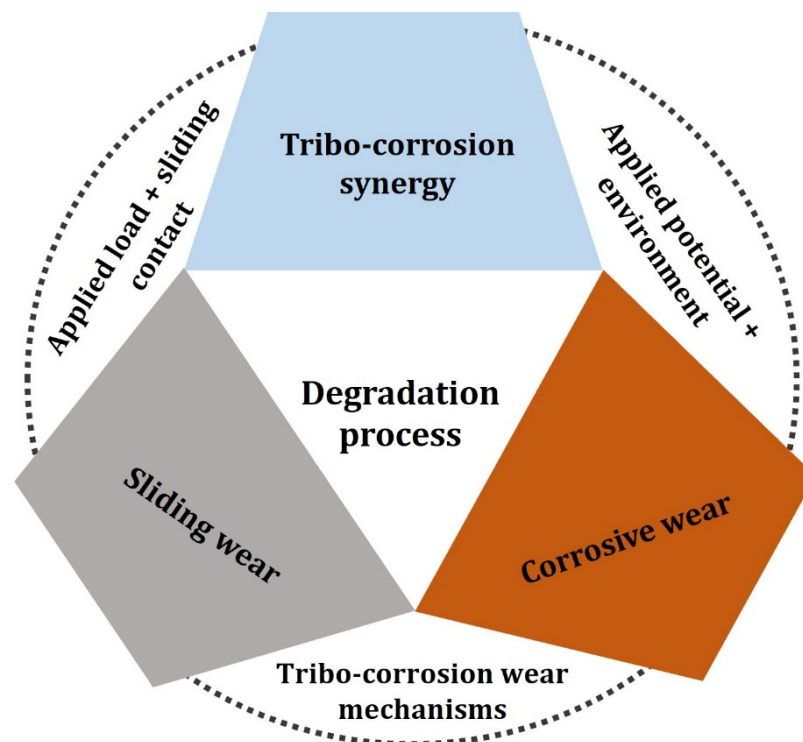 Tribo-corrosion
synergy
Applied load + sliding
contact
Applied potential +
environment
Degradation
process
Sliding wear
Corrosive wear
Tribo-corrosion wear
mechanisms